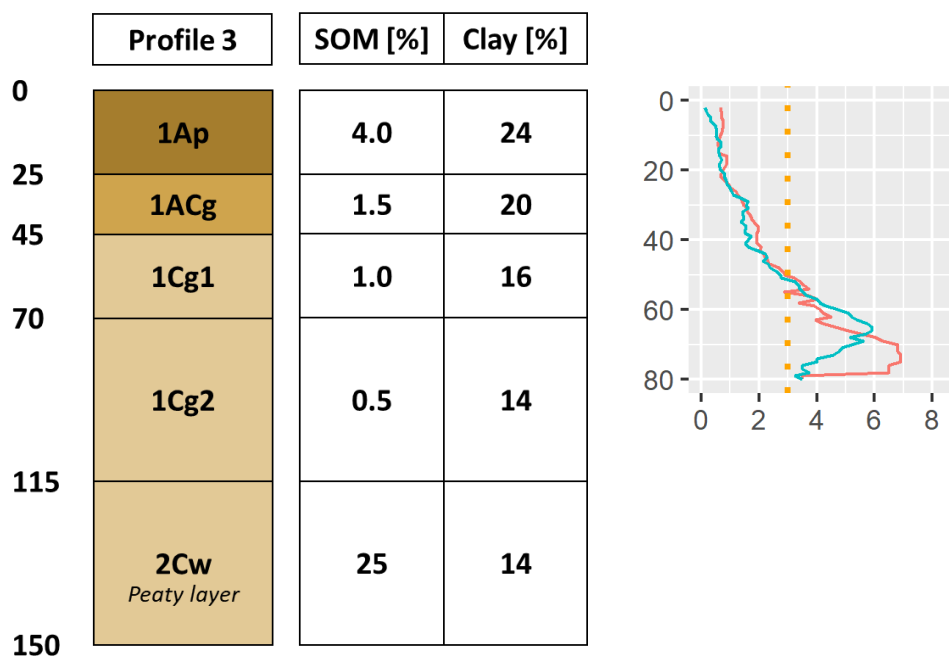 Profile 3 SOM [%] Clay [%]
0
1Ap 4.0 24
25
1ACg 1.5 20
45
1Cg1 1.0 16
70
1Cg2 0.5 14
115
2Cw 25 14
Peaty layer
150
0
20
40
60
80
0 2 4 6 8